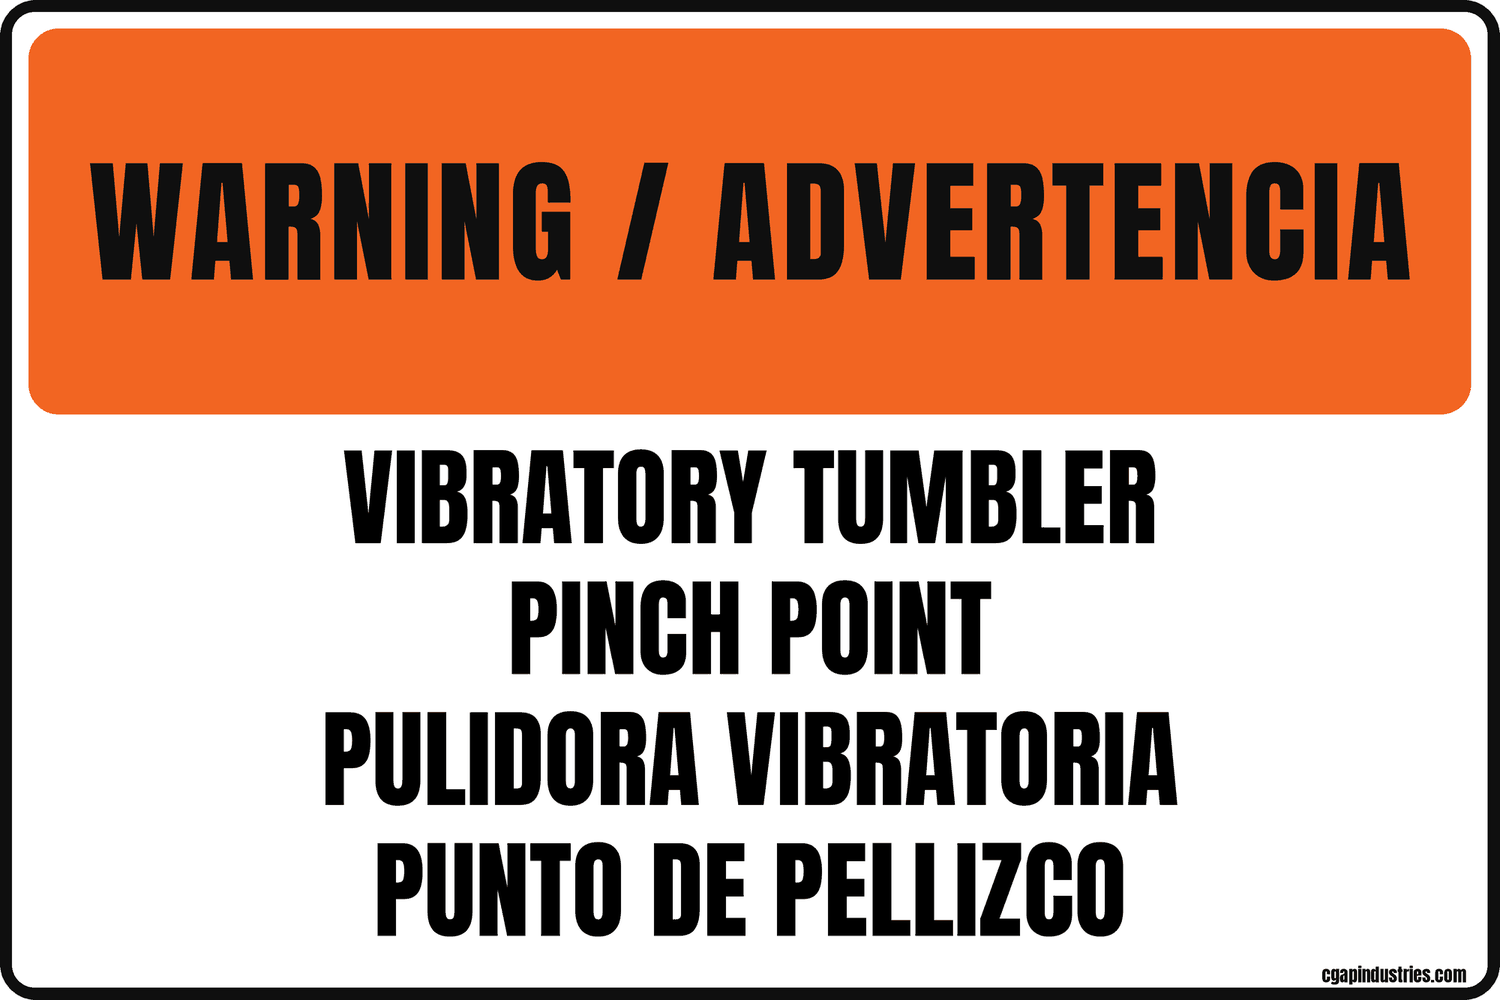 WARNING / ADVERTENCIA
VIBRATORY TUMBLER
PINCH POINT
PULIDORA VIBRATORIA
PUNTO DE PELLIZCO
cgapindustries.com